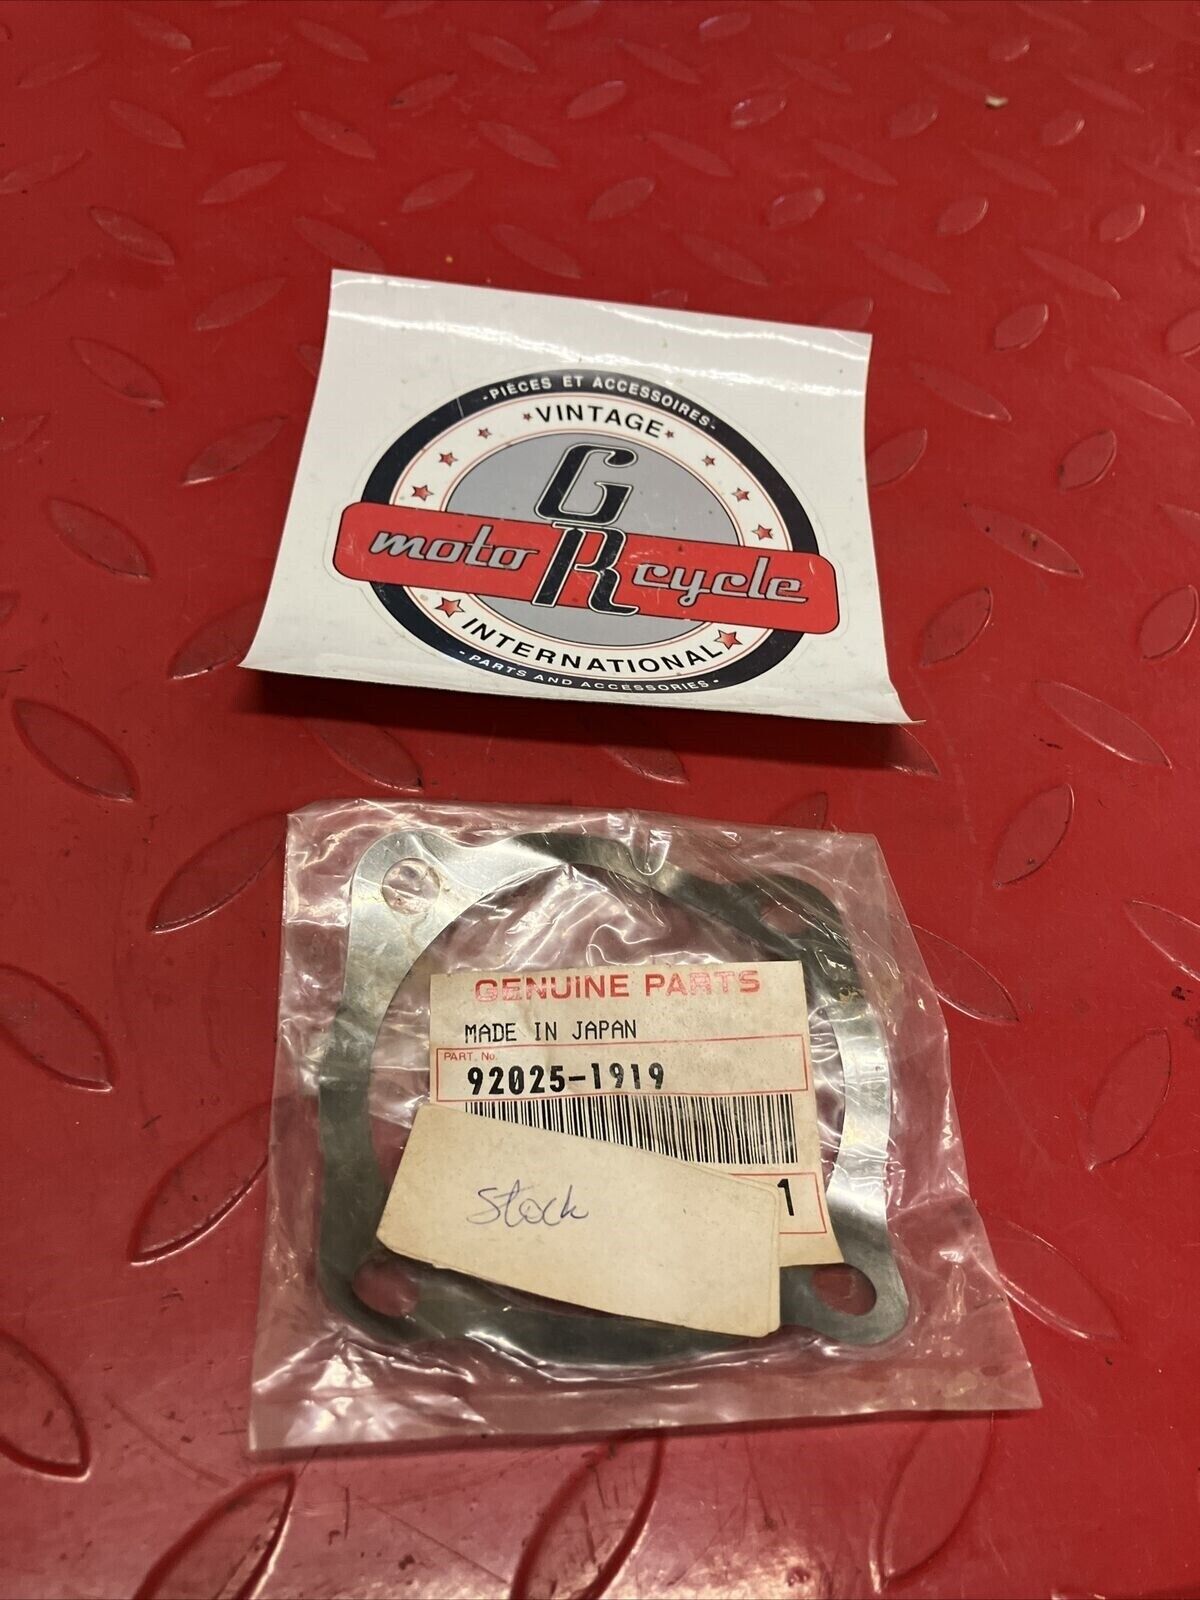 -PIÈCES ET ACCESSOIRES-
VINTAGE
GR
moto cycle
INTERNATIONAL
- PARTS AND ACCESSORIES -
GENUINE PARTS
MADE IN JAPAN
PART. No.
92025-1919
Stock
1